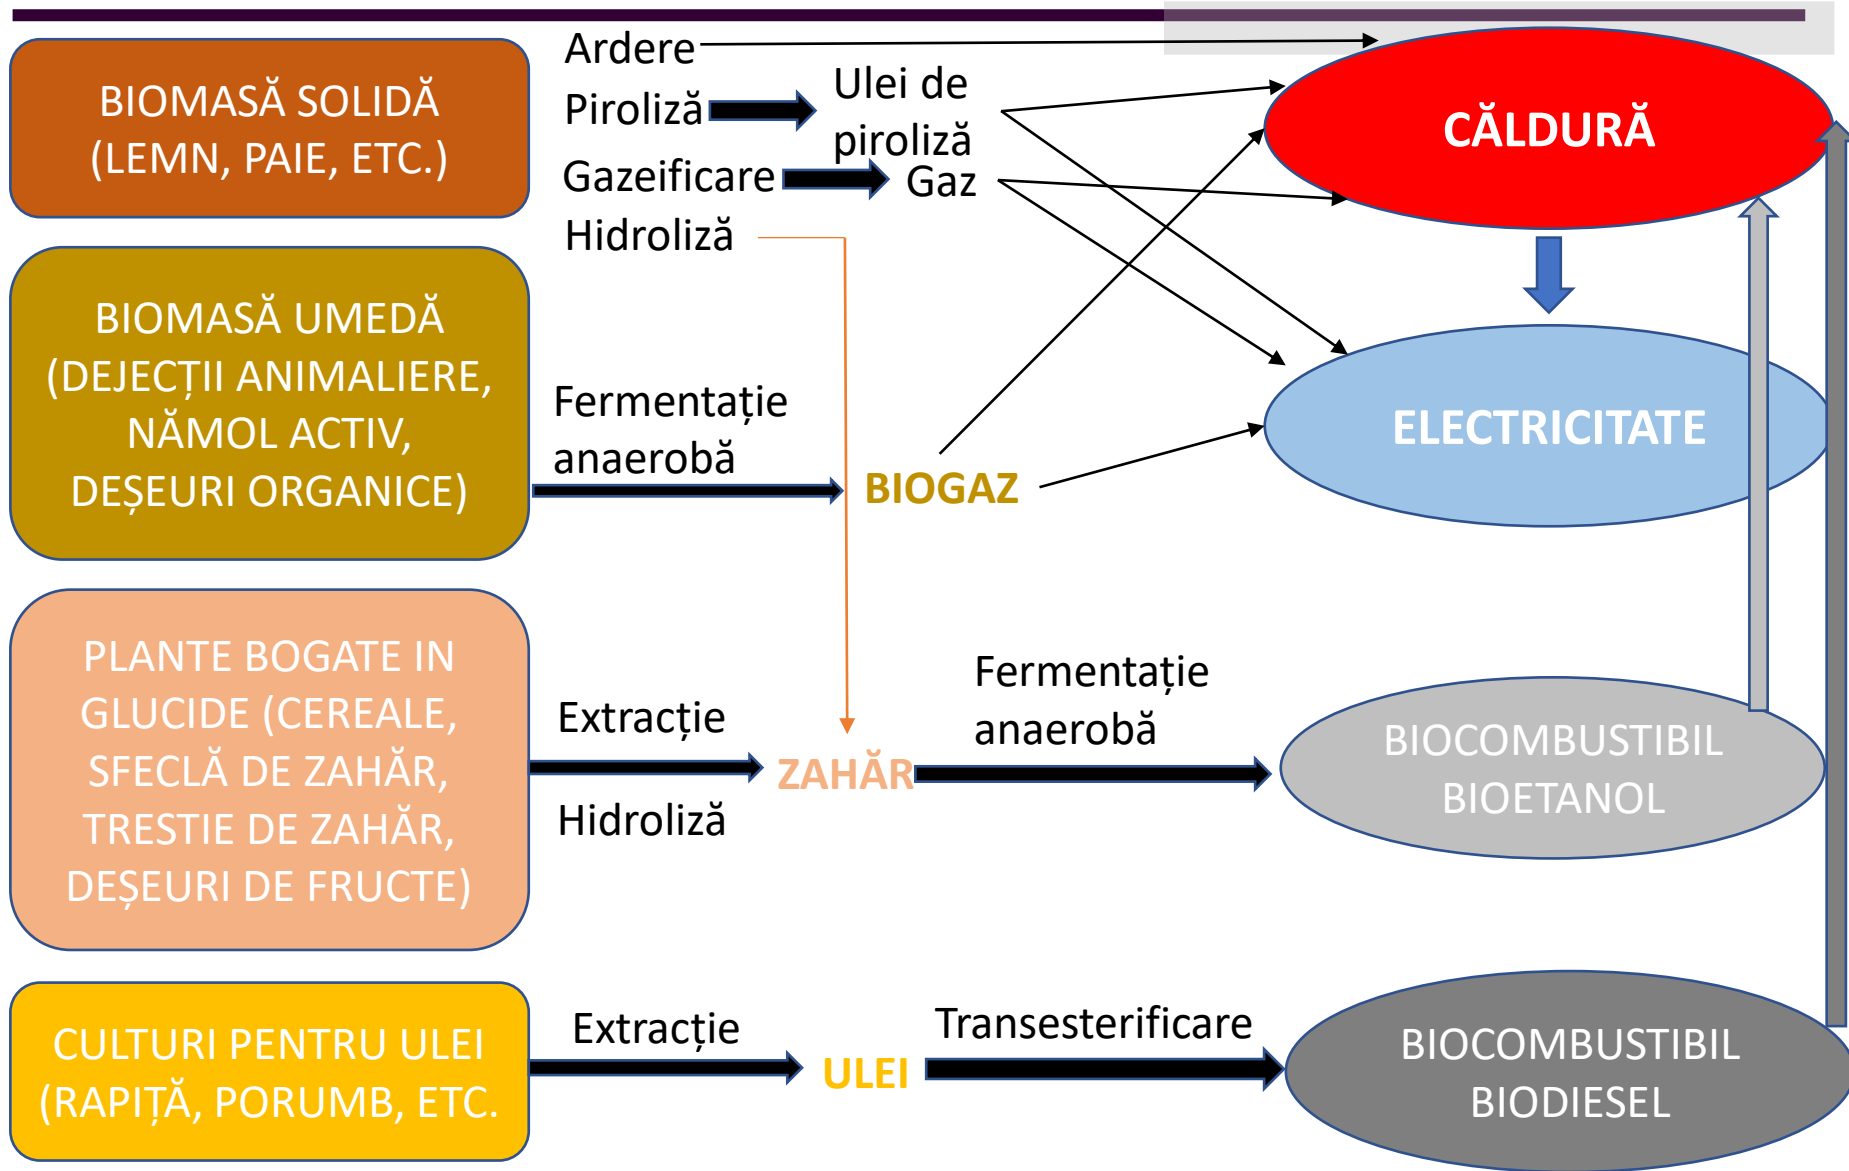 BIOMASĂ SOLIDĂ
(LEMN, PAIE, ETC.)
Ardere
Piroliză
Ulei de
piroliză
Gazeificare
Gaz
Hidroliză
CĂLDURĂ
BIOMASĂ UMEDĂ
(DEJECȚII ANIMALIERE,
NĂMOL ACTIV,
DEȘEURI ORGANICE)
Fermentație
anaerobă
BIOGAZ
ELECTRICITATE
PLANTE BOGATE IN
GLUCIDE (CEREALE,
SFECLĂ DE ZAHĂR,
TRESTIE DE ZAHĂR,
DEȘEURI DE FRUCTE)
Extracție
Hidroliză
ZAHĂR
Fermentație
anaerobă
BIOCOMBUSTIBIL
BIOETANOL
CULTURI PENTRU ULEI
(RAPIȚĂ, PORUMB, ETC.
Extracție
ULEI
Transesterificare
BIOCOMBUSTIBIL
BIODIESEL